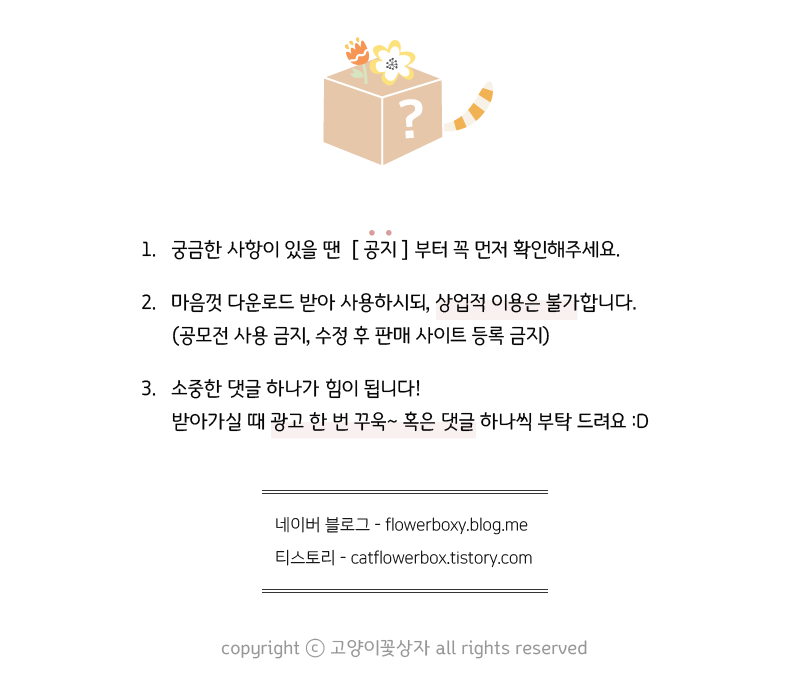 ?
1. 궁금한 사항이 있을 땐 [ 공지 ] 부터 꼭 먼저 확인해주세요.
2. 마음껏 다운로드 받아 사용하시되, 상업적 이용은 불가합니다.
(공모전 사용 금지, 수정 후 판매 사이트 등록 금지)
3. 소중한 댓글 하나가 힘이 됩니다!
받아가실 때 광고 한 번 꾸욱~ 혹은 댓글 하나씩 부탁 드려요 :D
네이버 블로그 - flowerboxy.blog.me
티스토리 - catflowerbox.tistory.com
copyright ⓒ 고양이꽃상자 all rights reserved